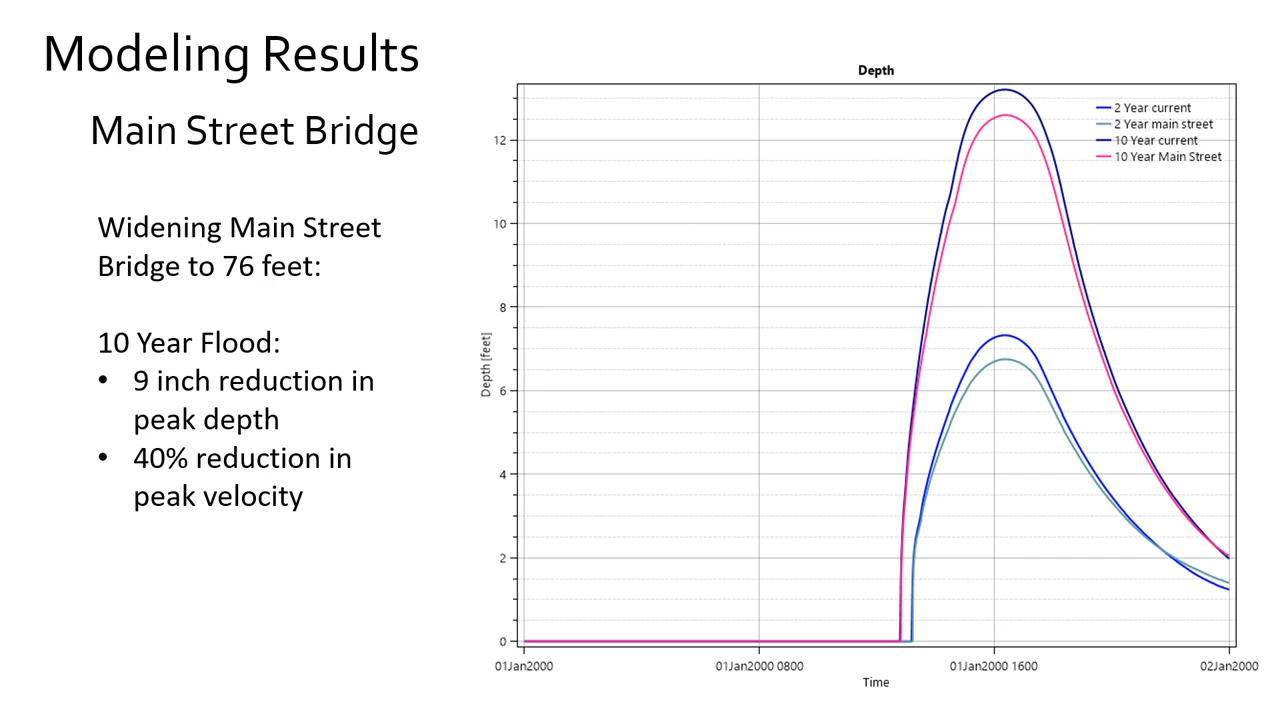 Modeling Results
Main Street Bridge
Widening Main Street
Bridge to 76 feet:
10 Year Flood:
• 9 inch reduction in
peak depth
• 40% reduction in
peak velocity
Depth
2 Year current
2 Year main street
10 Year current
10 Year Main Street
Depth [feet]
12
10
8
6
4
2
0
01Jan2000 01Jan2000 0800 01Jan2000 1600 02Jan2000
Time